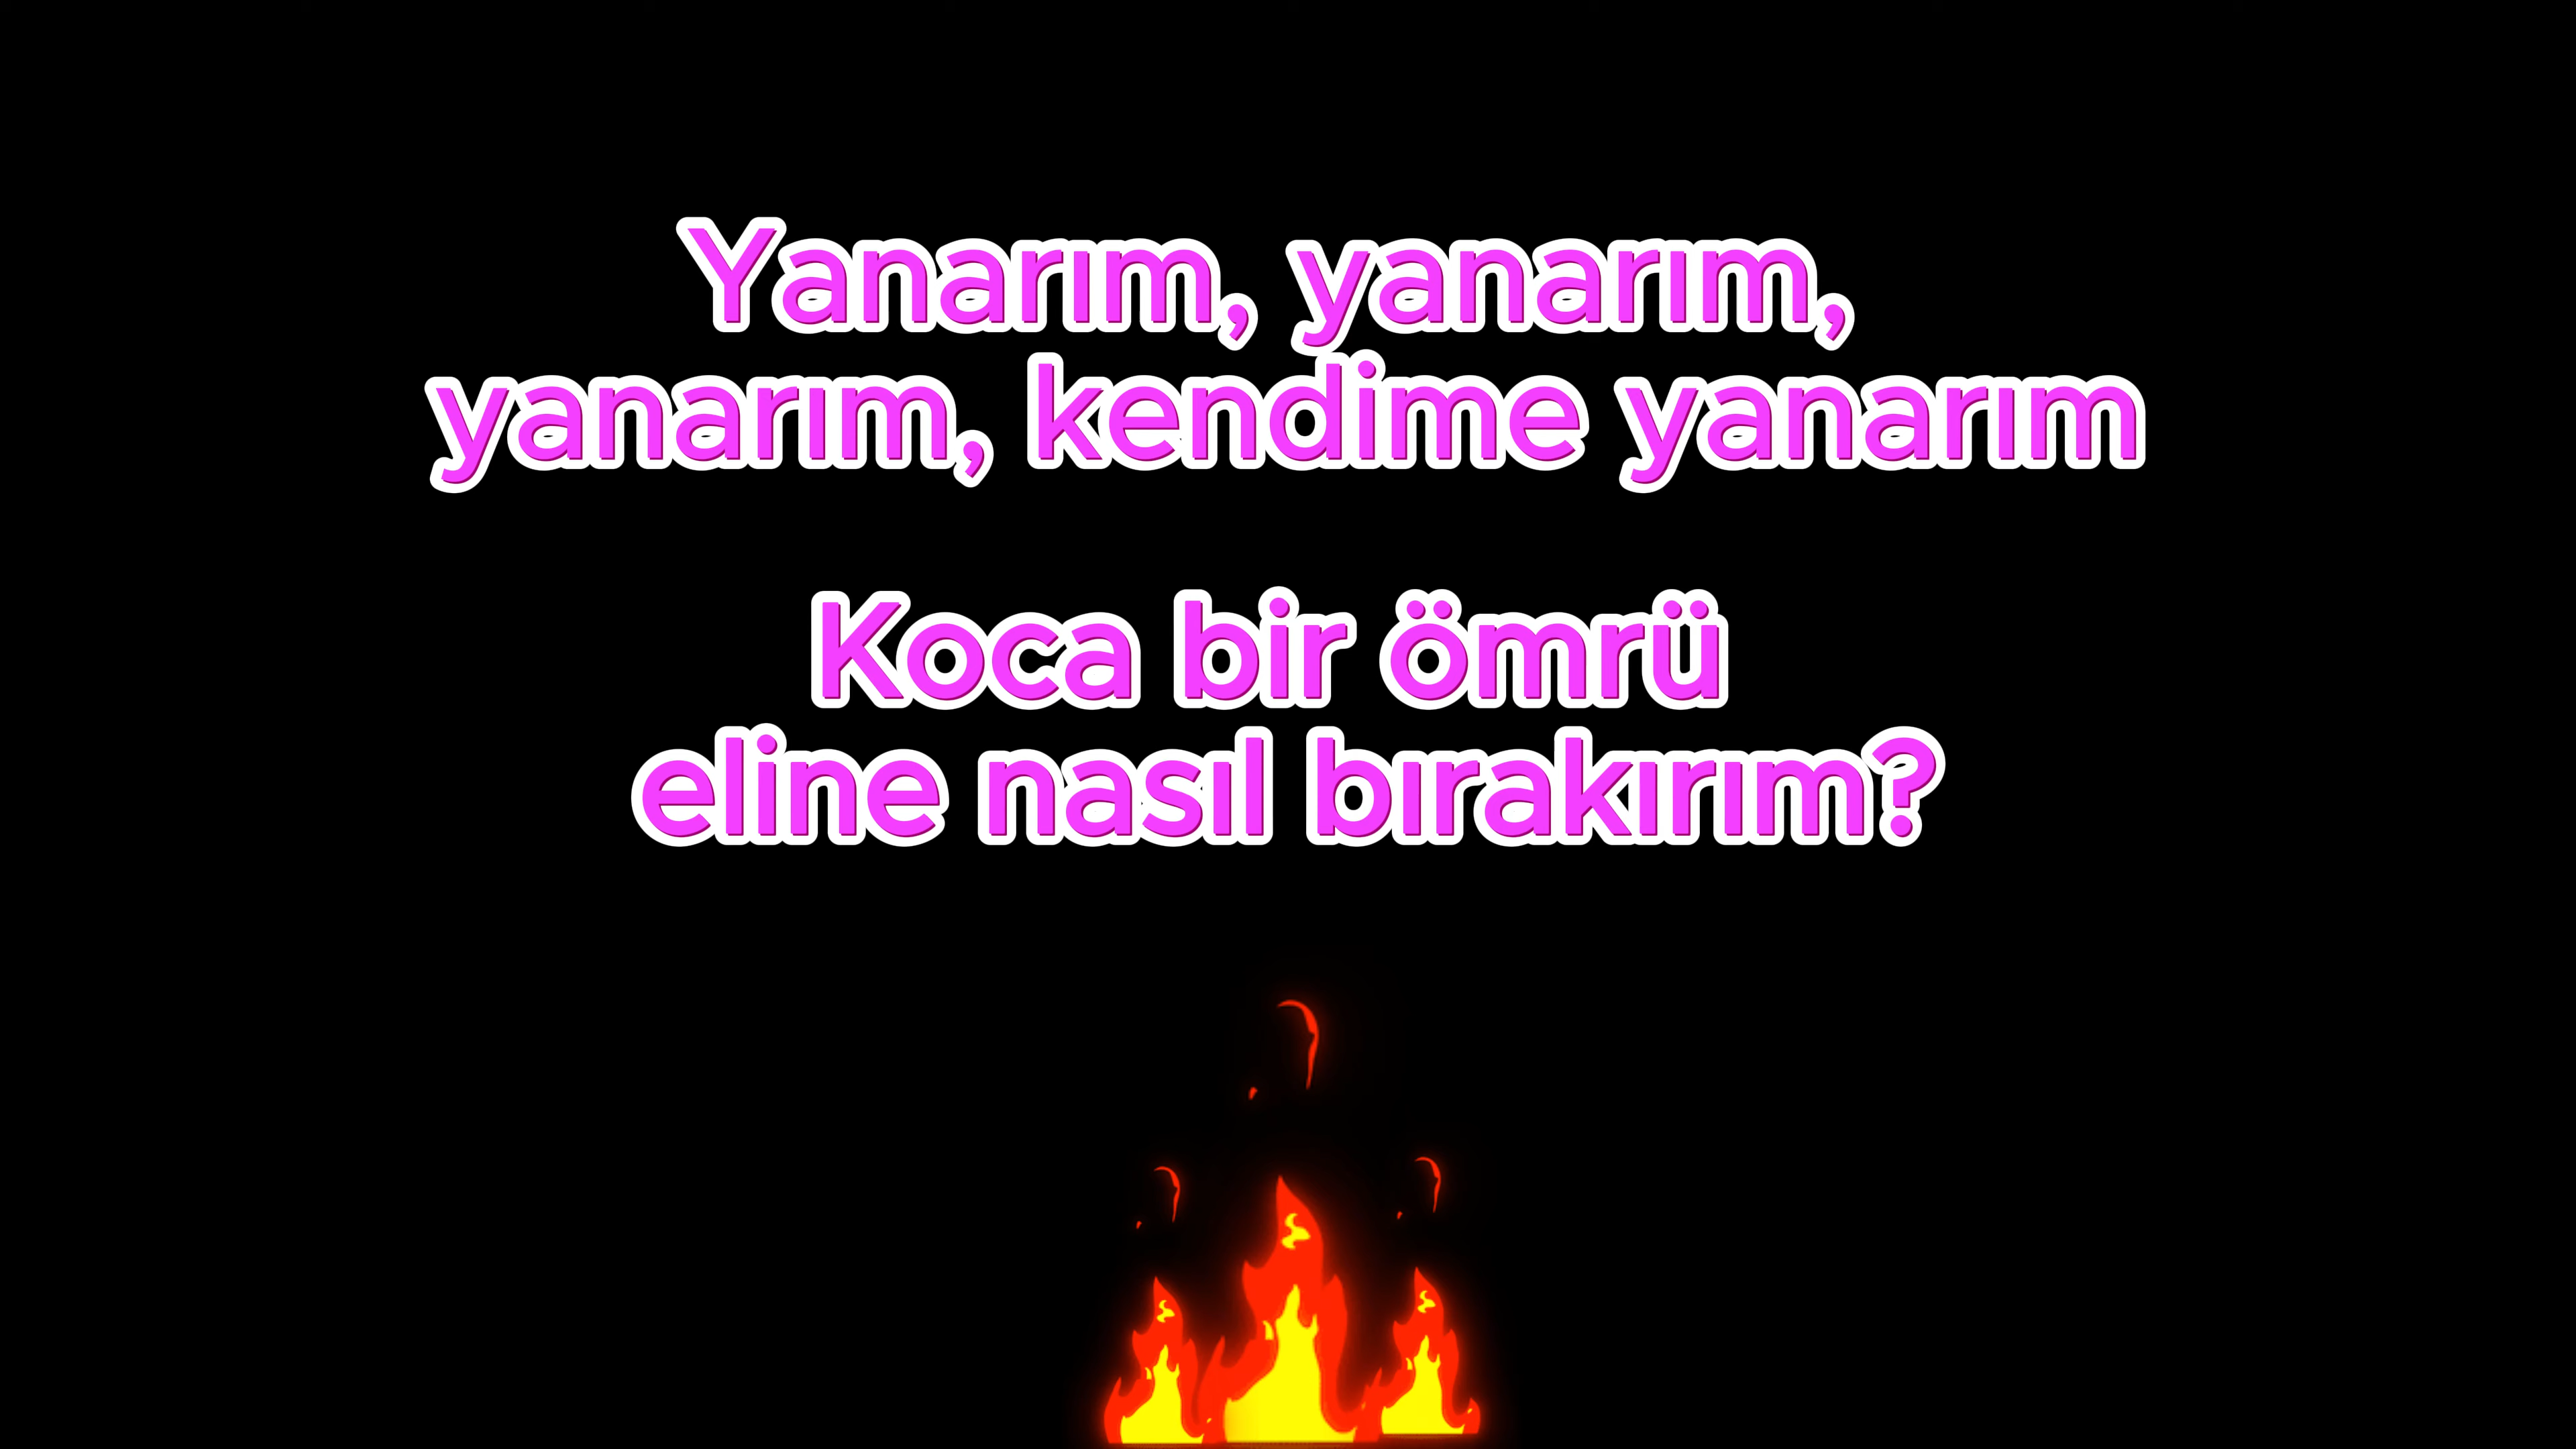 Yanarım, yanarım,
yanarım, kendime yanarım
Koca bir ömrü
eline nasıl bırakırım?